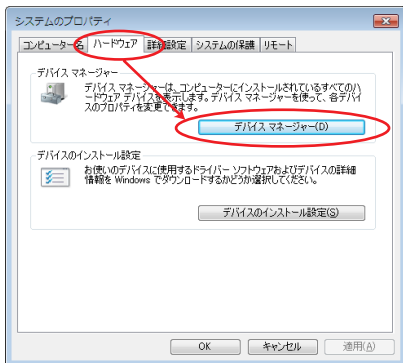 システムのプロパティ
コンピューター名 ハードウェア 詳細設定 システムの保護 リモート
デバイス マネージャー
デバイス マネージャーは、コンピューターにインストールされているすべてのハ
ードウェア デバイスを表示します。デバイス マネージャーを使って、各デバイ
スのプロパティを変更できます。
デバイス マネージャー(D)
デバイスのインストール設定
お使いのデバイスに使用するドライバー ソフトウェアおよびデバイスの詳細
情報を Windows でダウンロードするかどうか選択してください。
デバイスのインストール設定(S)
OK キャンセル 適用(A)